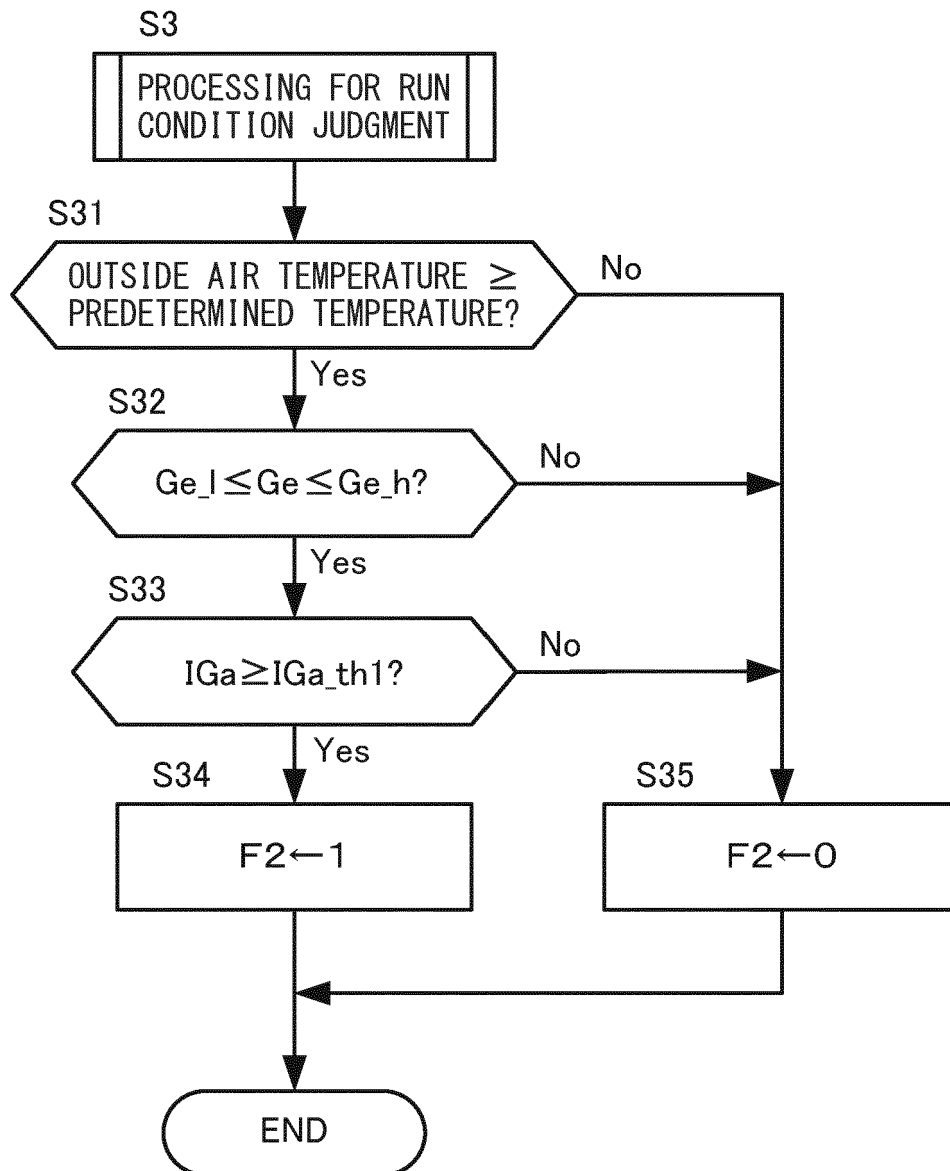 S3
PROCESSING FOR RUN
CONDITION JUDGMENT
S31
OUTSIDE AIR TEMPERATURE ≥
PREDETERMINED TEMPERATURE?
No
Yes
S32
Ge_l≤Ge≤Ge_h?
No
Yes
S33
IGa≥IGa_th1?
No
Yes
S34
F2←1
S35
F2←0
END